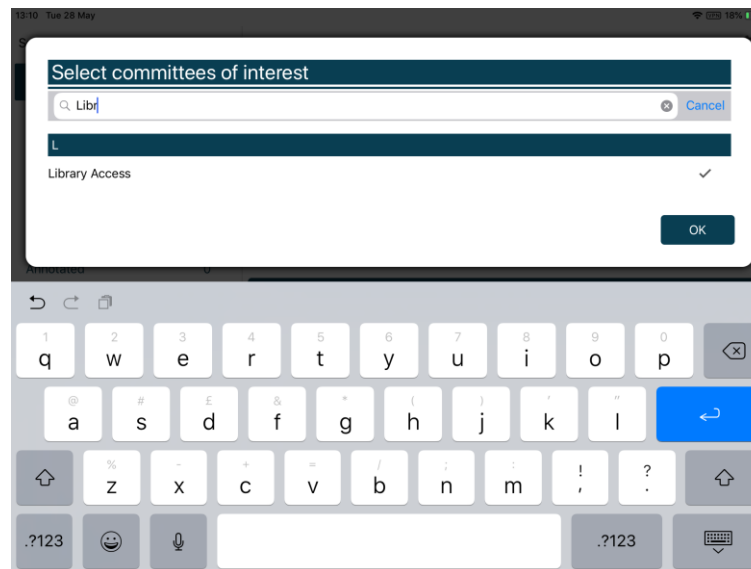 13:10 Tue 28 May
VPN 18%
Select committees of interest
Libr
Cancel
L
Library Access
OK
Annotated 0
1 2 3 4 5 6 7 8 9 0
q w e r t y u i o p
@ # £ & * ( ) ' "
a s d f g h j k l
% - + = / ; : ! ?
z x c v b n m , .
.?123 .?123